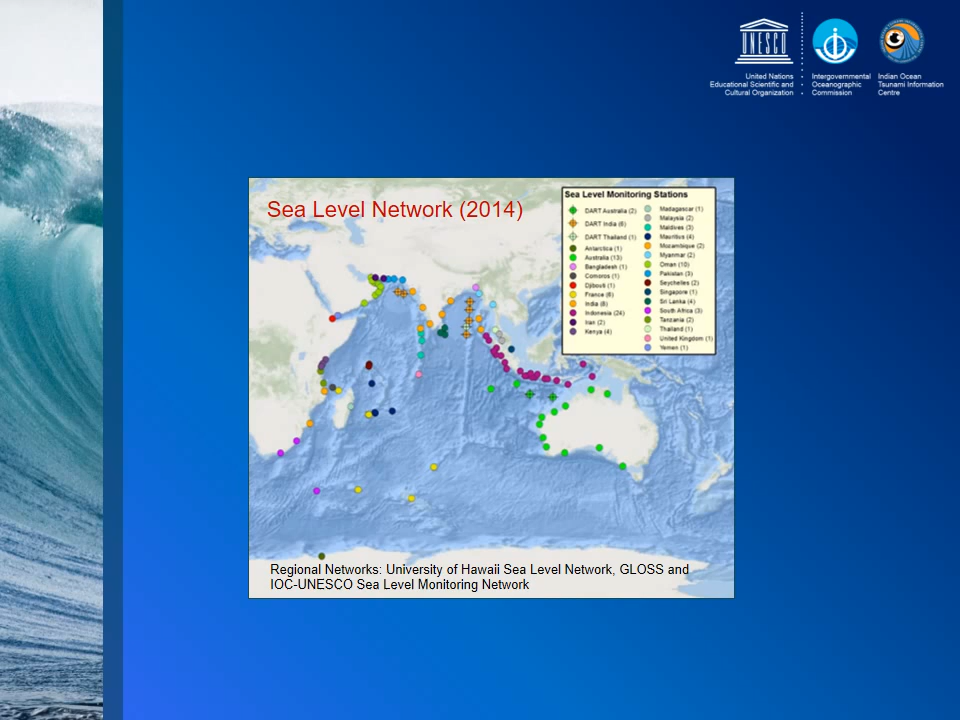 UNESCO
United Nations
Educational Scientific and
Cultural Organization
Intergovernmental
Oceanographic
Commission
Indian Ocean
Tsunami Information
Centre
Sea Level Network (2014)
Sea Level Monitoring Stations
DART Australia (2)
DART India (6)
DART Thailand (1)
Antarctica (1)
Australia (13)
Bangladesh (1)
Comoros (1)
Djibouti (1)
France (6)
India (8)
Indonesia (24)
Iran (2)
Kenya (4)
Madagascar (1)
Malaysia (2)
Maldives (3)
Mauritius (4)
Mozambique (2)
Myanmar (2)
Oman (10)
Pakistan (3)
Seychelles (2)
Singapore (1)
Sri Lanka (4)
South Africa (3)
Tanzania (2)
Thailand (1)
United Kingdom (1)
Yemen (1)
Regional Networks: University of Hawaii Sea Level Network, GLOSS and
IOC-UNESCO Sea Level Monitoring Network